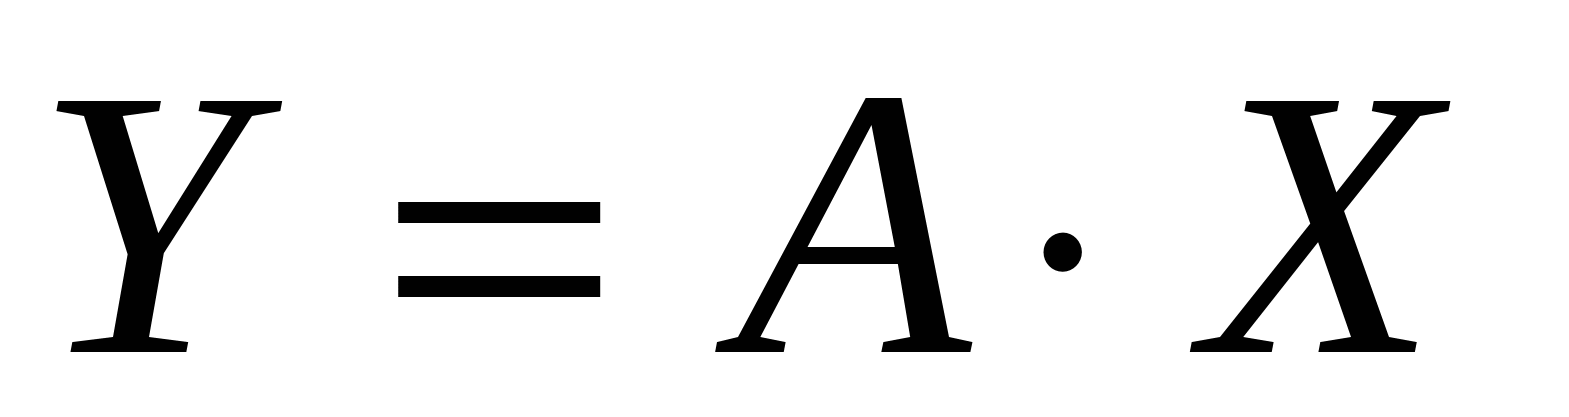 Y = A · X